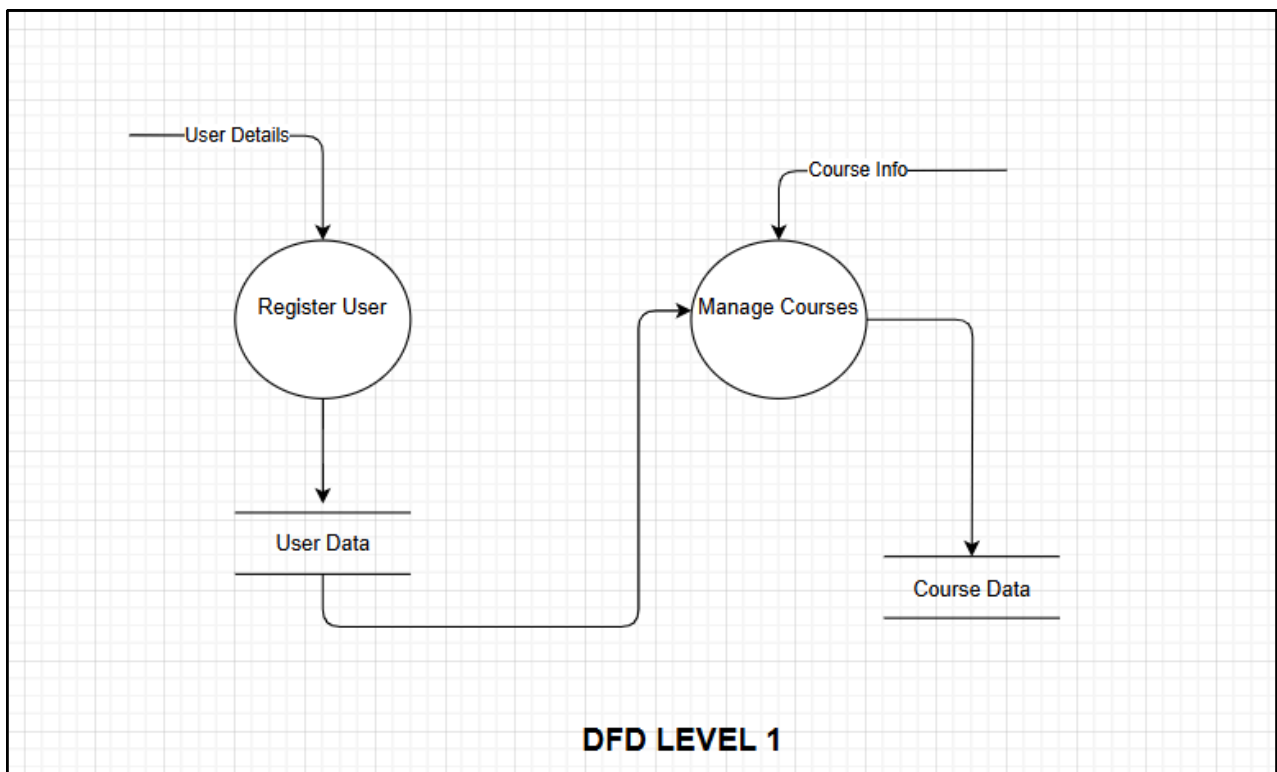 User Details
Course Info
Register User
Manage Courses
User Data
Course Data
DFD LEVEL 1